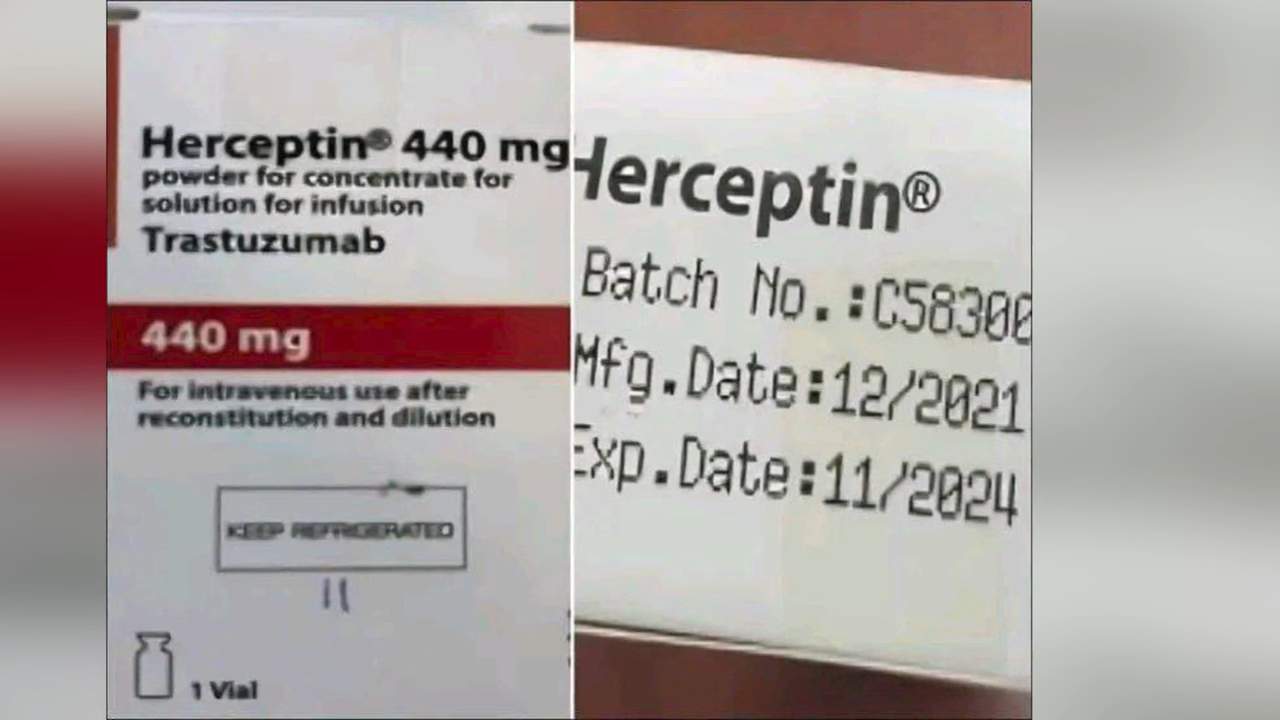 Herceptin® 440 mg
powder for concentrate for
solution for infusion
Trastuzumab
440 mg
For intravenous use after
reconstitution and dilution
KEEP REFRIGERATED
11
1 Vial
Herceptin®
Batch No.:C58300
Mfg.Date:12/2021
Exp.Date:11/2024